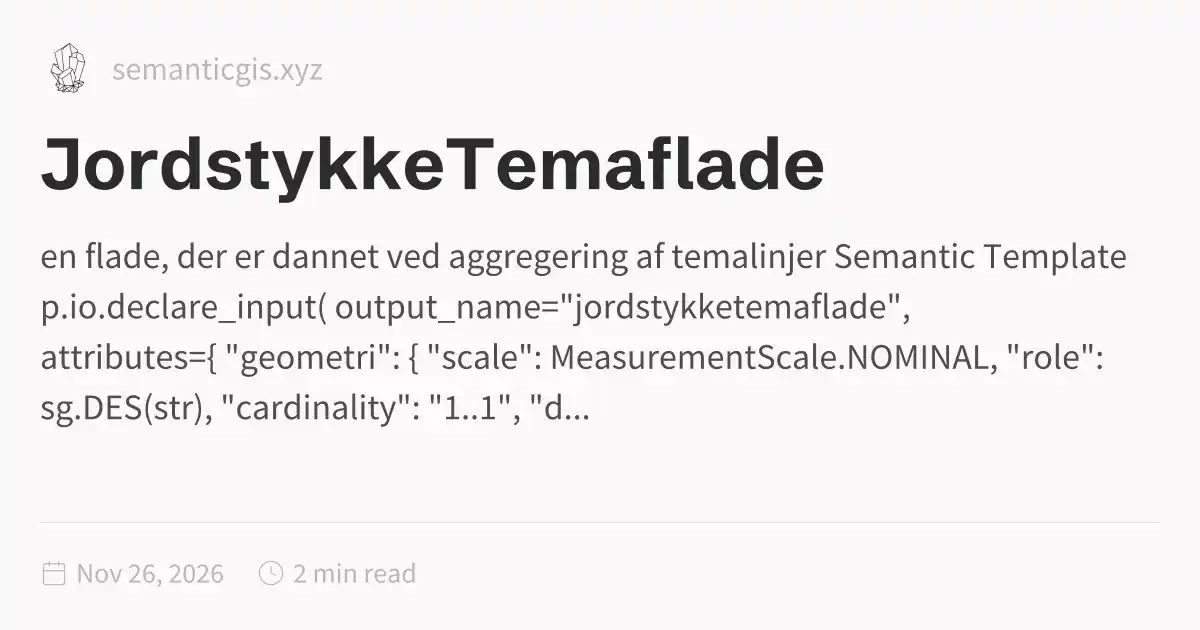 semanticgis.xyz
JordstykkeTemaflade
en flade, der er dannet ved aggregering af temalinjer Semantic Template
p.io.declare_input( output_name="jordstykketemaflade",
attributes={ "geometri": { "scale": MeasurementScale.NOMINAL, "role":
sg.DES(str), "cardinality": "1..1", "d...
Nov 26, 2026
2 min read